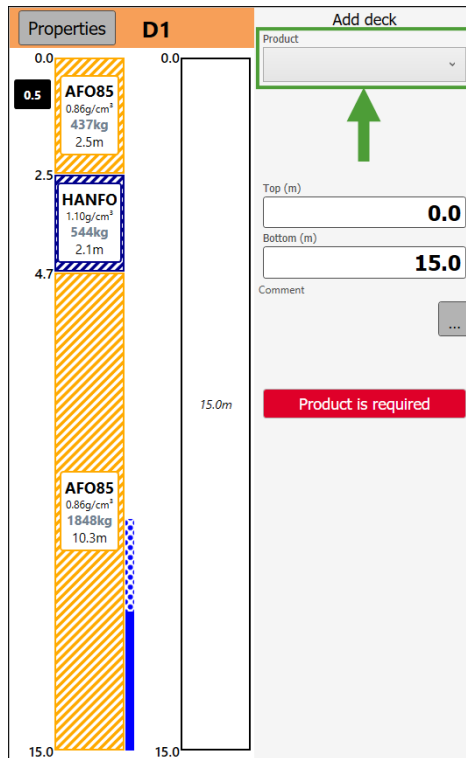 Properties
D1
0.0
0.5
AFO85
0.86g/cm³
437kg
2.5m
2.5
HANFO
1.10g/cm³
544kg
2.1m
4.7
AFO85
0.86g/cm³
1848kg
10.3m
15.0
0.0
15.0m
15.0
Add deck
Product
Top (m)
0.0
Bottom (m)
15.0
Comment
...
Product is required